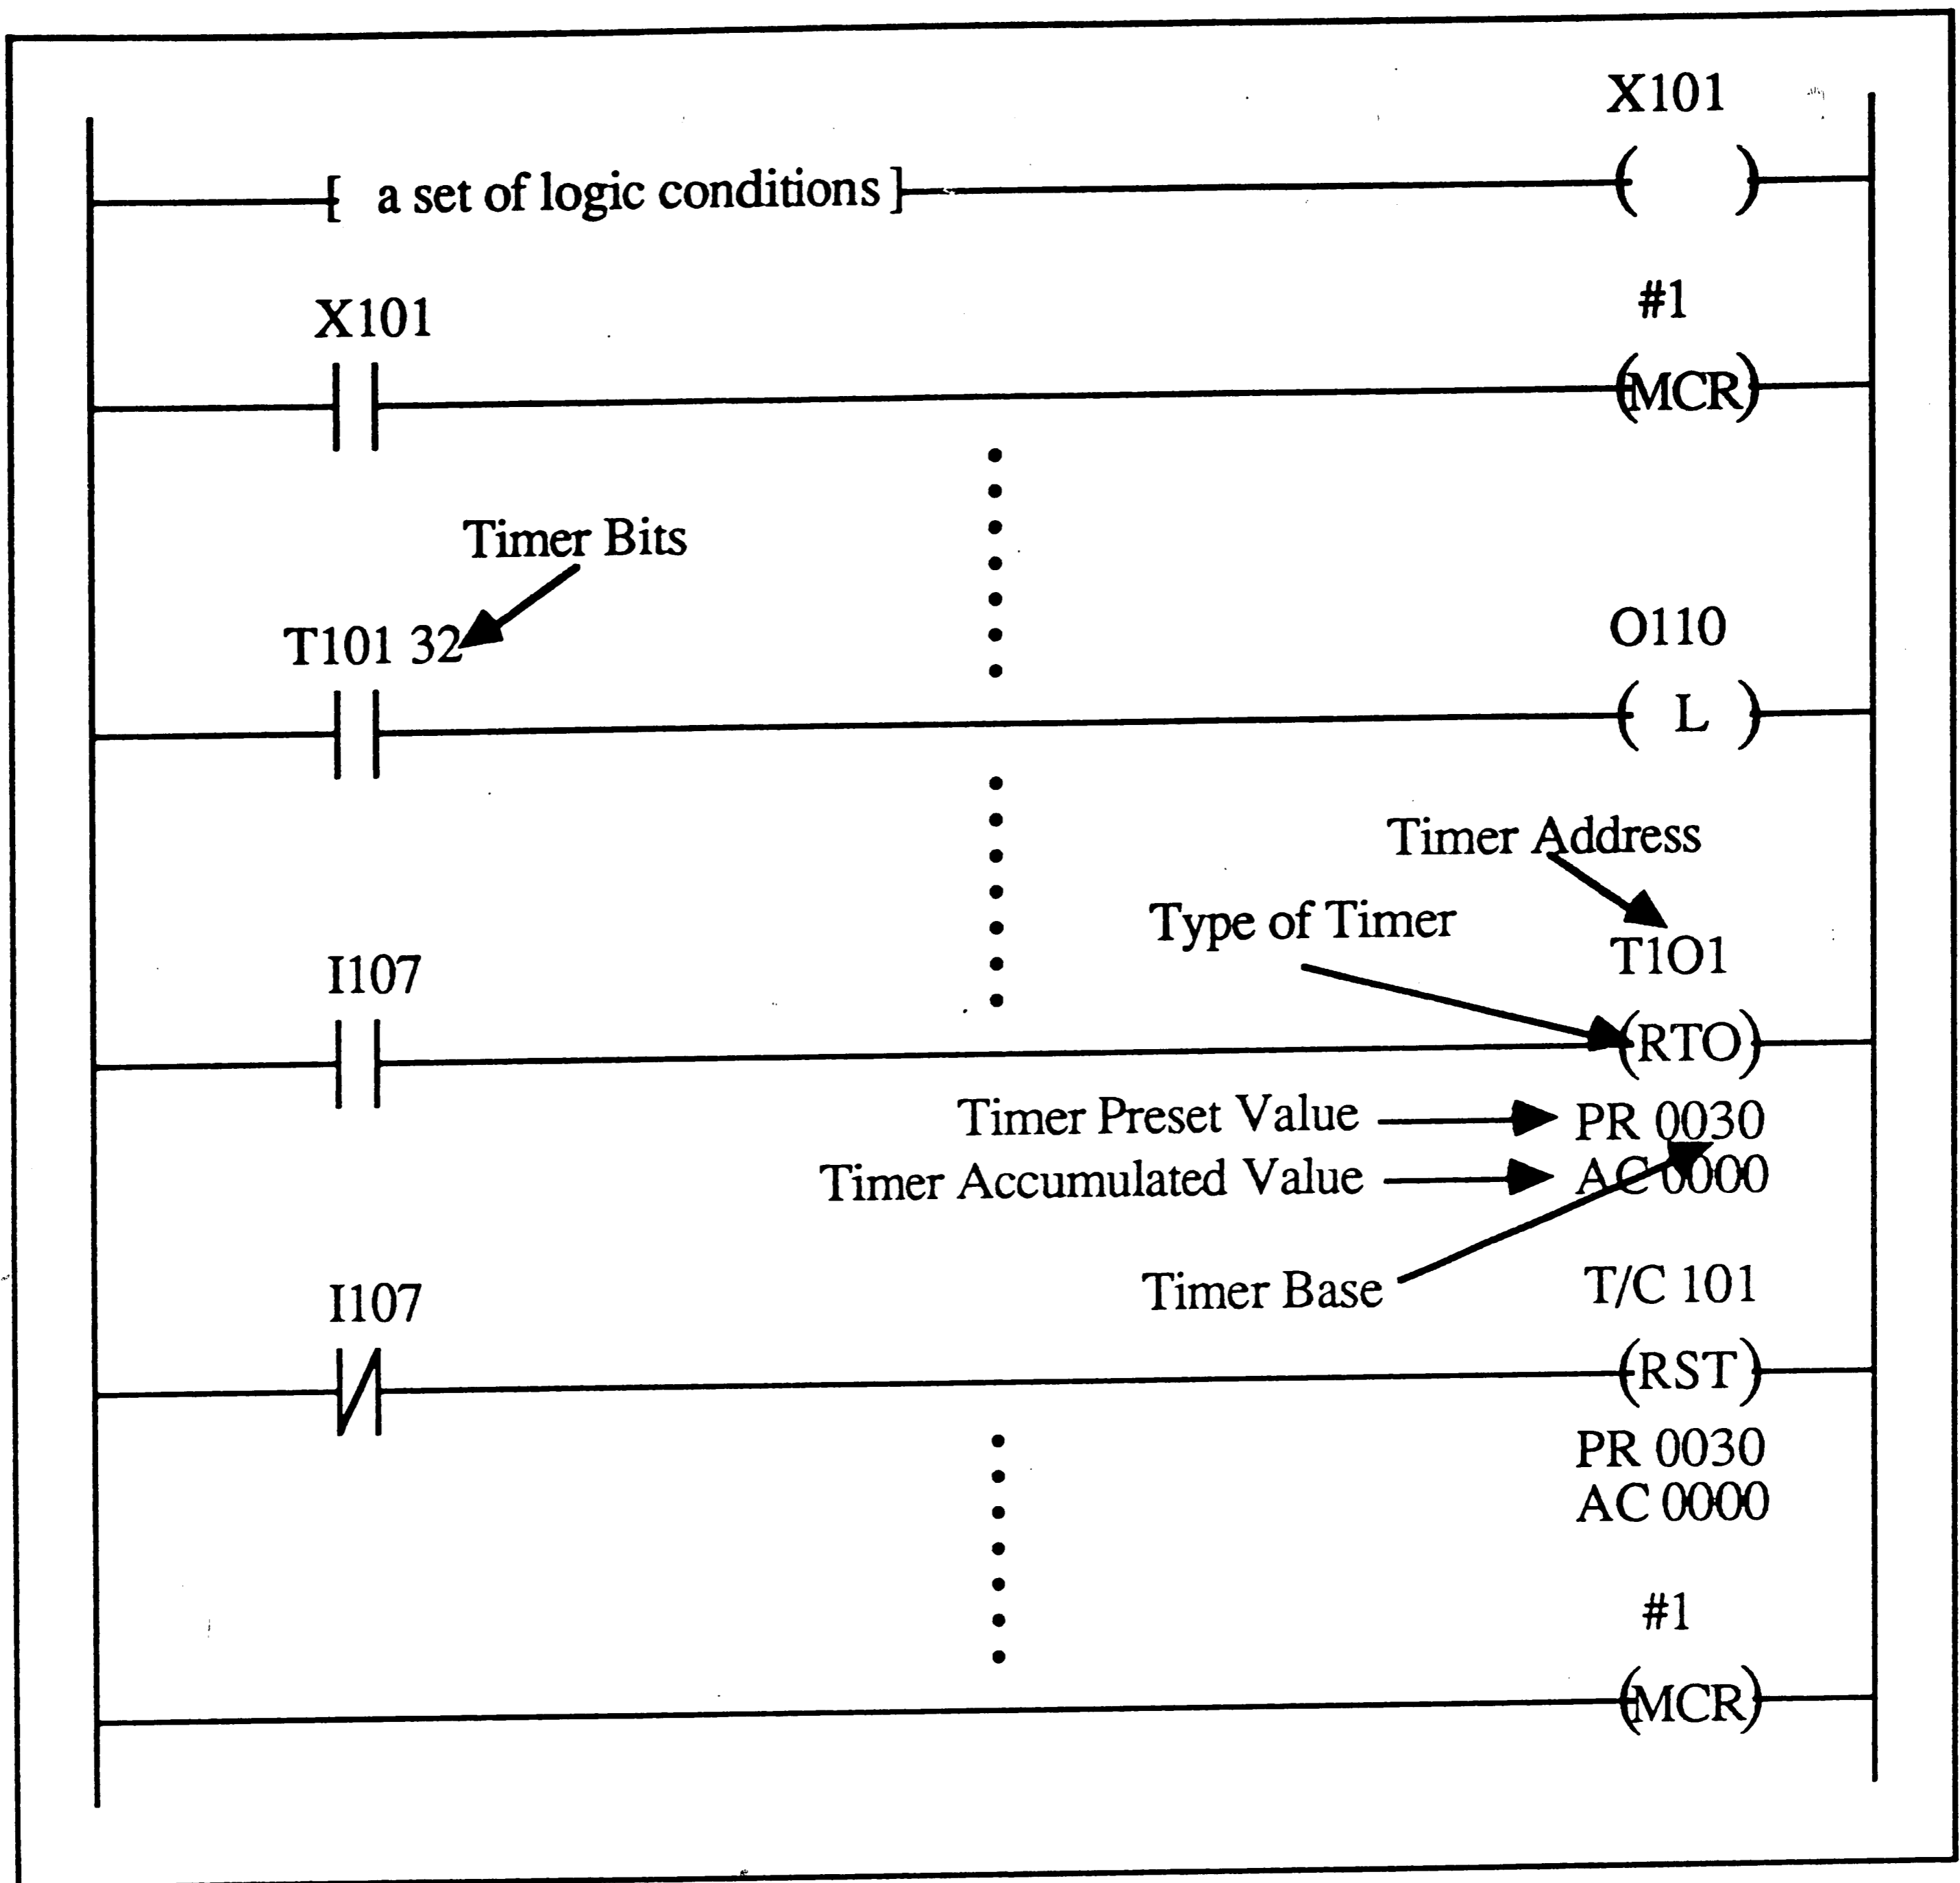 X101
[ a set of logic conditions ]
#1
X101
(MCR)
Timer Bits
T101 32
O110
( L )
Timer Address
Type of Timer
T1O1
I107
(RTO)
Timer Preset Value
PR 0030
Timer Accumulated Value
AC 0000
Timer Base
T/C 101
I107
(RST)
PR 0030
AC 0000
#1
(MCR)